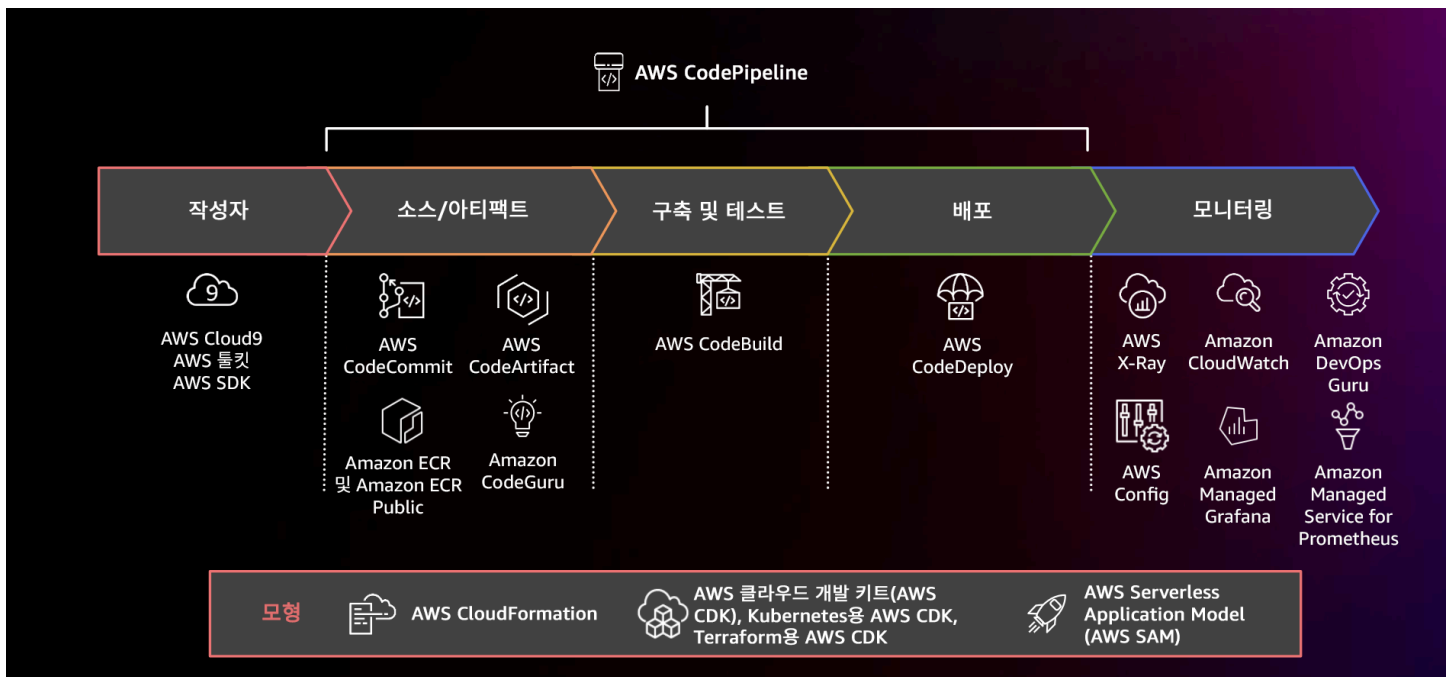 AWS CodePipeline
작성자
소스/아티팩트
구축 및 테스트
배포
모니터링
9
AWS Cloud9
AWS 툴킷
AWS SDK
AWS
CodeCommit
AWS
CodeArtifact
Amazon ECR
및 Amazon ECR
Public
Amazon
CodeGuru
AWS CodeBuild
AWS
CodeDeploy
AWS
X-Ray
Amazon
CloudWatch
Amazon
DevOps
Guru
AWS
Config
Amazon
Managed
Grafana
Amazon
Managed
Service for
Prometheus
모형
AWS CloudFormation
AWS 클라우드 개발 키트(AWS
CDK), Kubernetes용 AWS CDK,
Terraform용 AWS CDK
AWS Serverless
Application Model
(AWS SAM)